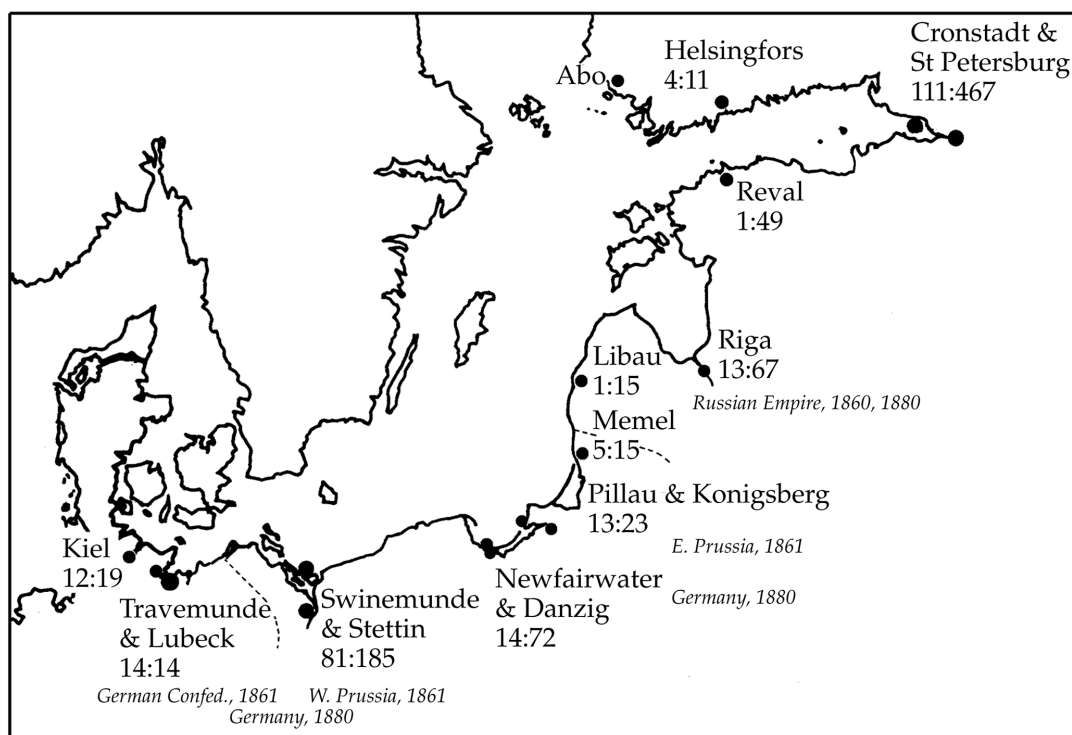 Cronstadt &
St Petersburg
111:467
Helsingfors
4:11
Abo
Reval
1:49
Riga
13:67
Russian Empire, 1860, 1880
Libau
1:15
Memel
5:15
Pillau & Konigsberg
13:23
E. Prussia, 1861
Germany, 1880
Newfairwater
& Danzig
14:72
Kiel
12:19
Travemunde
& Lubeck
14:14
Swinemunde
& Stettin
81:185
German Confed., 1861
W. Prussia, 1861
Germany, 1880